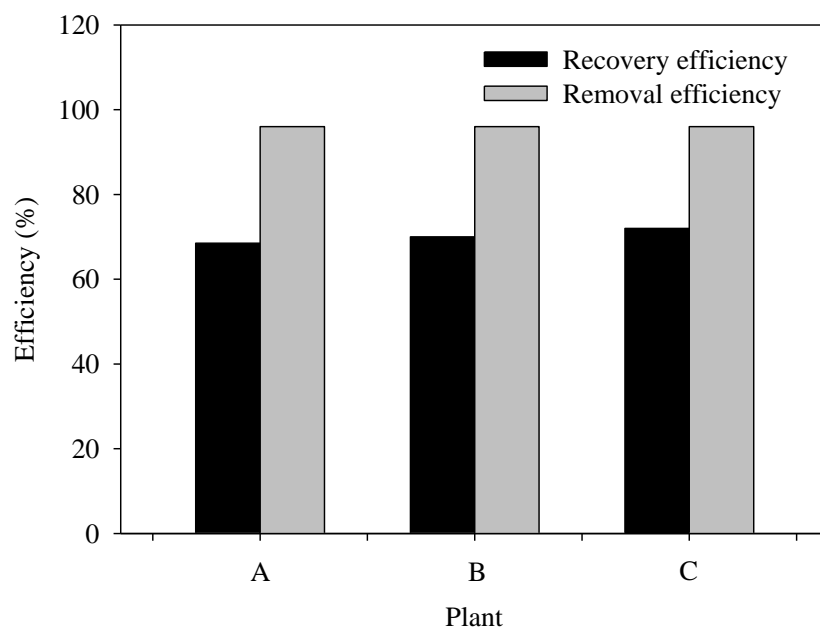 120
100
80
60
40
20
0
Efficiency (%)
Recovery efficiency
Removal efficiency
A B C
Plant